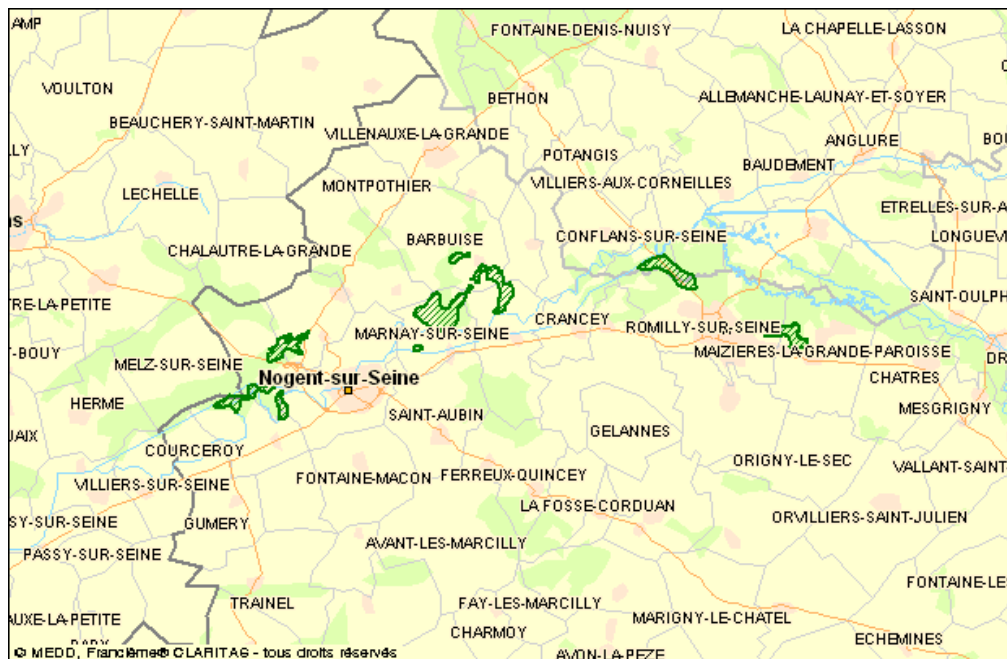 AMP
FONTAINE-DENIS-NUISY
LA CHAPELLE-LASSON
VOULTON
BETHON
ALLEMANCHE-LAUNAY-ET-SOYER
BEAUCHERY-SAINT-MARTIN
VILLENAUXE-LA-GRANDE
ANGLURE
BOU
LLY
POTANGIS
BAUDEMENT
LECHELLE
MONTPOTHIER
VILLIERS-AUX-CORNEILLES
ETRELLES-SUR-A
ns
BARBUISE
CONFLANS-SUR-SEINE
LONGUEV
CHALAUTRE-LA-GRANDE
TRE-LA-PETITE
SAINT-OULPH
CRANCEY
MARNAY-SUR-SEINE
ROMILLY-SUR-SEINE
T-BOUY
MAIZIERES-LA-GRANDE-PAROISSE
DR
MELZ-SUR-SEINE
Nogent-sur-Seine
CHATRES
HERME
MESGRIGNY
SAINT-AUBIN
UAIX
GELANNES
COURCEROY
ORIGNY-LE-SEC
VALLANT-SAINT
VILLIERS-SUR-SEINE
FONTAINE-MACON
FERREUX-QUINCEY
LA FOSSE-CORDUAN
SY-SUR-SEINE
GUMERY
ORVILLIERS-SAINT-JULIEN
PASSY-SUR-SEINE
AVANT-LES-MARCILLY
FONTAINE-LE
TRAINEL
FAY-LES-MARCILLY
AUXE-LA-PETITE
MARIGNY-LE-CHATEL
CHARMOY
ECHEMINES
AVON-LA-PEZE
© MEDD, Francième® CLARITAS - tous droits réservés